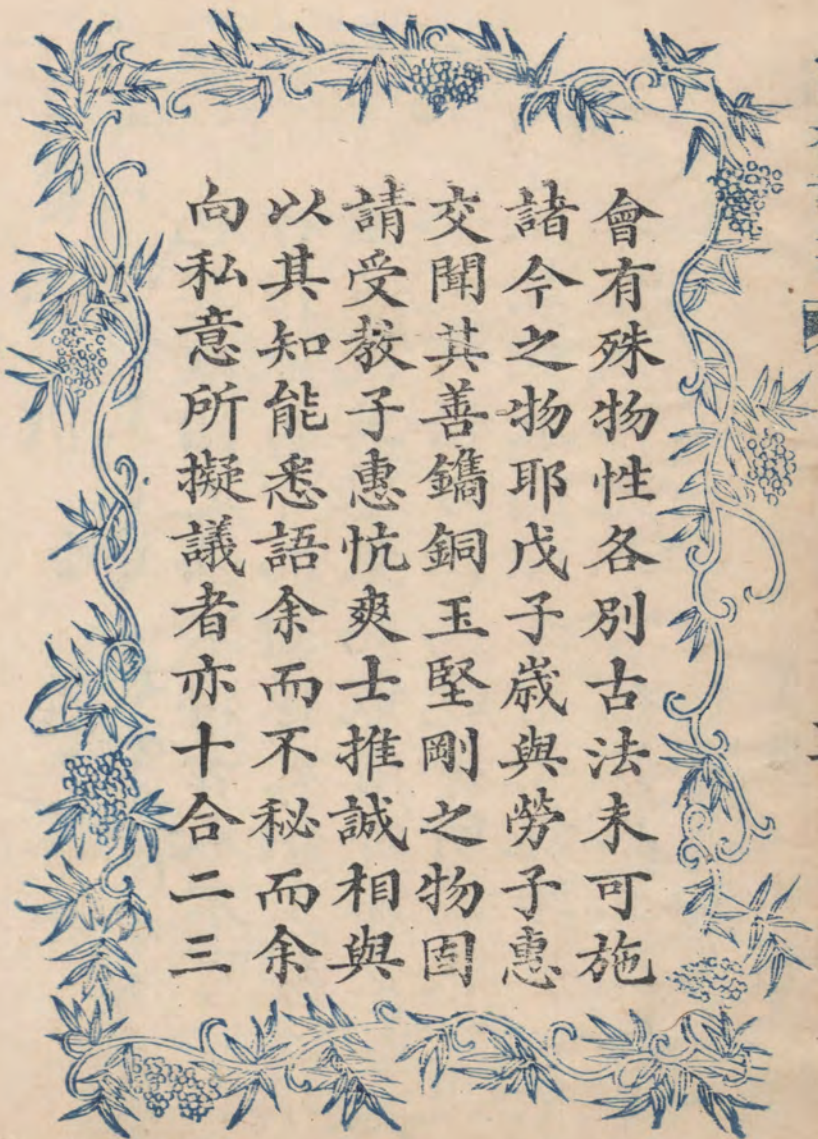 會有殊物性各別古法未可施
諸今之物耶戊子歲與勞子惠
交聞其善鐫銅玉堅剛之物固
請受教子惠忼爽士推誠相與
以其知能悉語余而不秘而余
向私意所擬議者亦十合二三